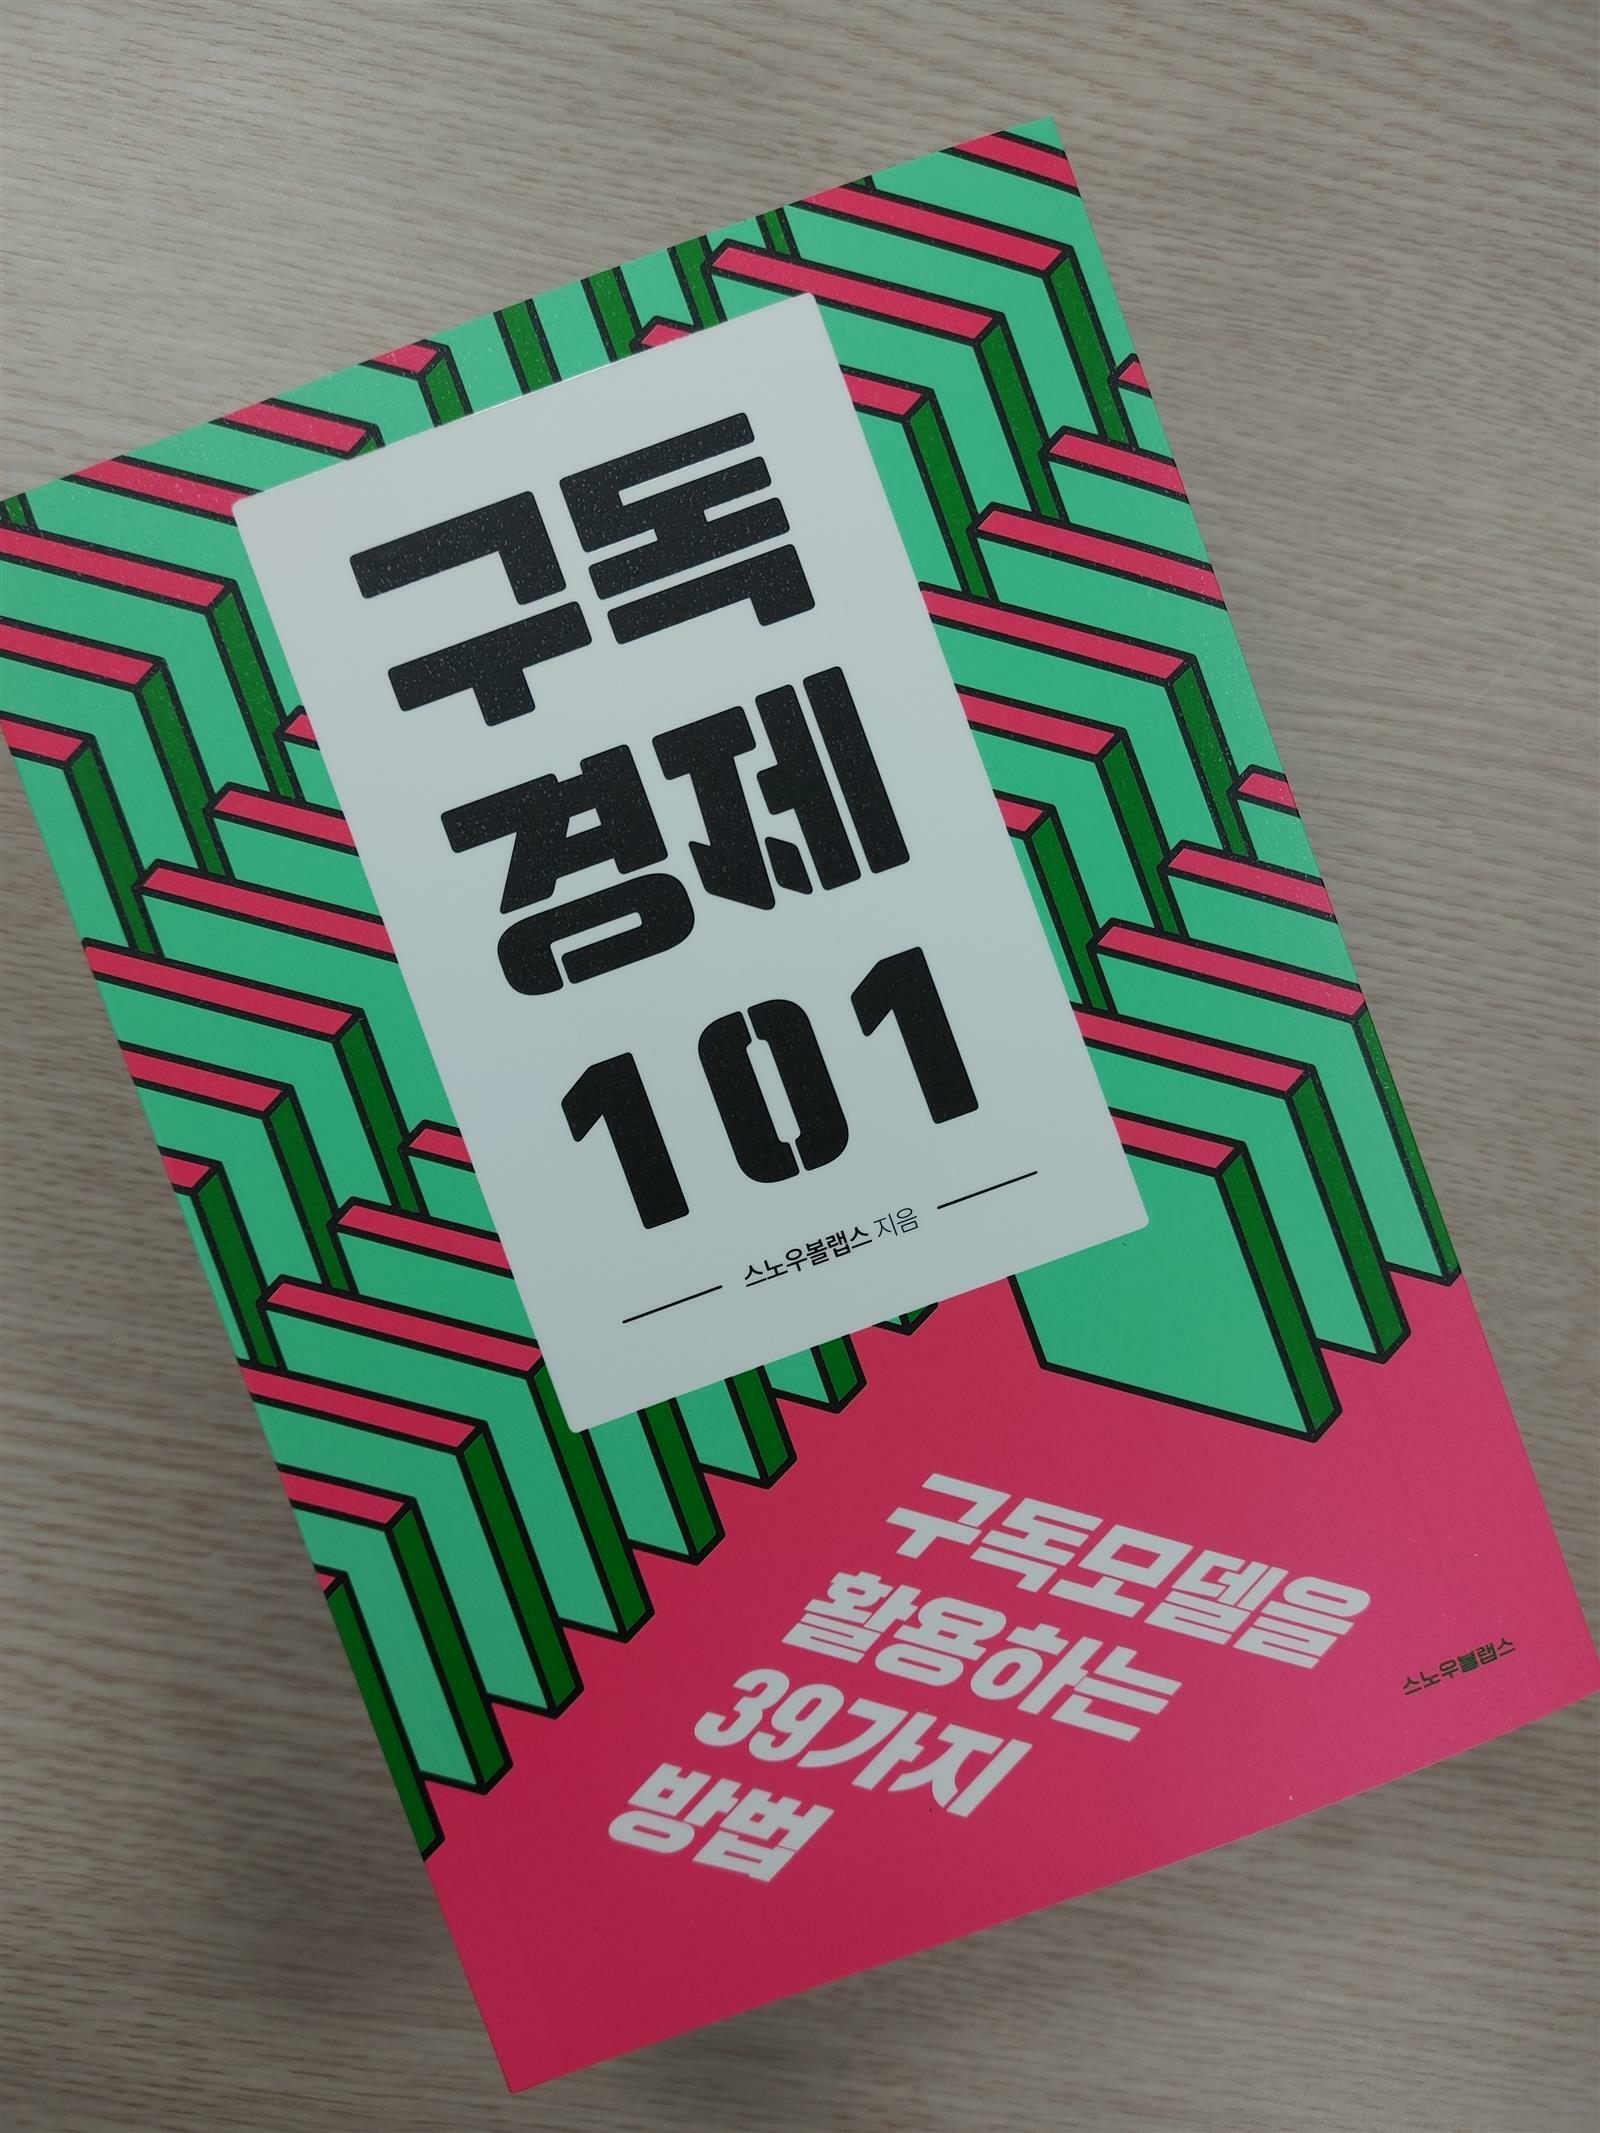 구독
경제
101
스노우볼랩스 지음
구독모델을
활용하는
39가지
방법
스노우볼랩스